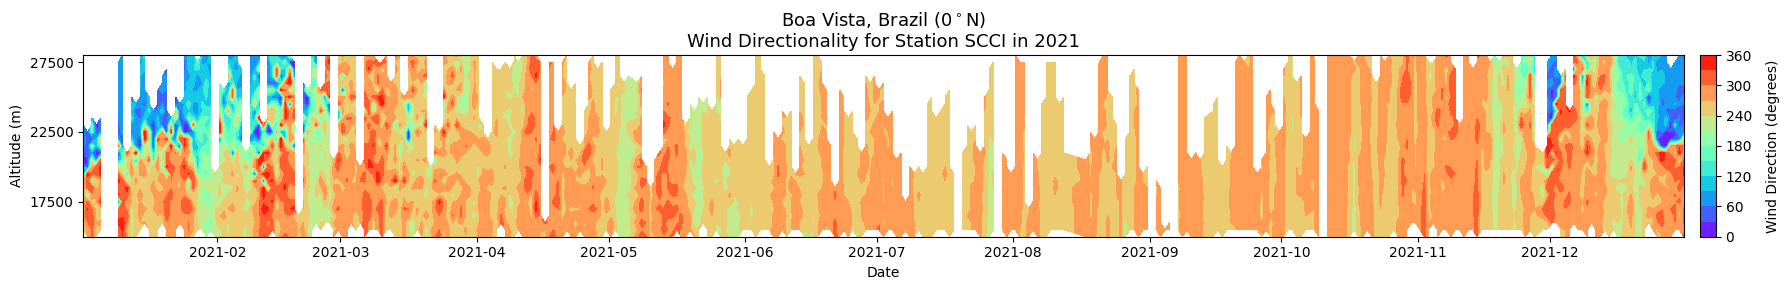 Boa Vista, Brazil (0°N)
Wind Directionality for Station SCCI in 2021
Altitude (m)
27500
22500
17500
2021-02 2021-03 2021-04 2021-05 2021-06 2021-07 2021-08 2021-09 2021-10 2021-11 2021-12
Date
360
300
240
180
120
60
0
Wind Direction (degrees)